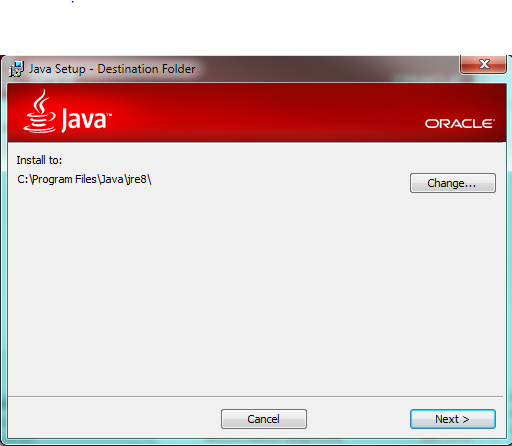 Java Setup - Destination Folder
Java™
ORACLE®
Install to:
C:\Program Files\Java\jre8\
Change...
Cancel
Next >